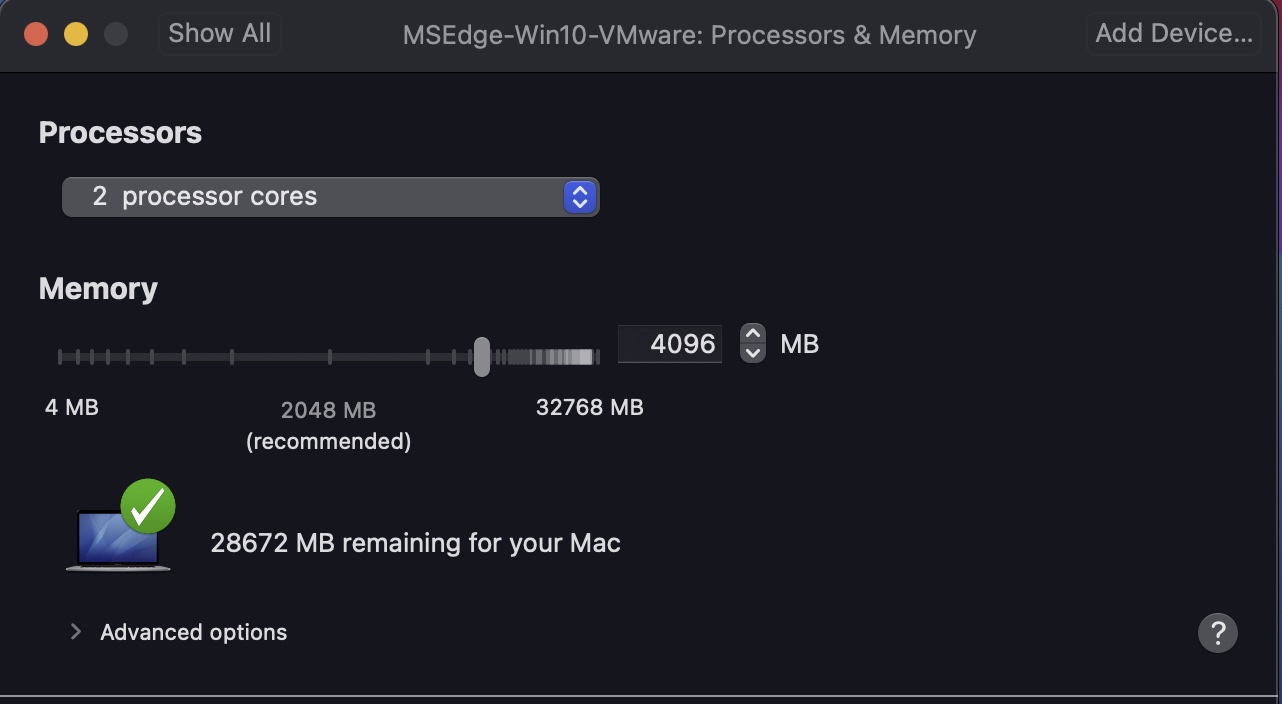 Show All
MSEdge-Win10-VMware: Processors & Memory
Add Device...
Processors
2 processor cores
Memory
4096 MB
4 MB
2048 MB
(recommended)
32768 MB
28672 MB remaining for your Mac
Advanced options
?